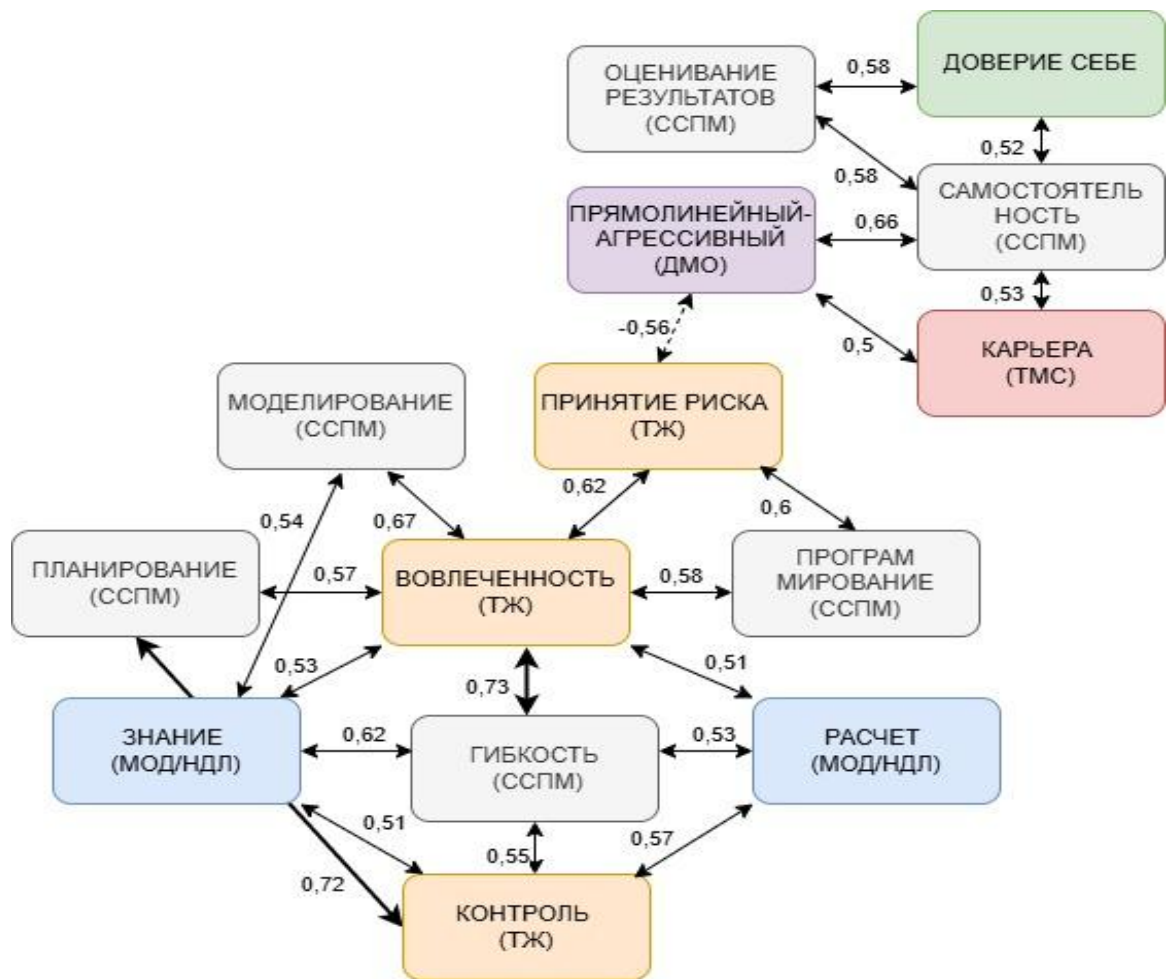 ДОВЕРИЕ СЕБЕ
0,58
ОЦЕНИВАНИЕ
РЕЗУЛЬТАТОВ
(ССПМ)
0,52
0,58
САМОСТОЯТЕЛЬ
НОСТЬ
(ССПМ)
ПРЯМОЛИНЕЙНЫЙ-
АГРЕССИВНЫЙ
(ДМО)
0,66
0,53
-0,56
0,5
КАРЬЕРА
(ТМС)
МОДЕЛИРОВАНИЕ
(ССПМ)
ПРИНЯТИЕ РИСКА
(ТЖ)
0,54
0,67
0,62
0,6
ПЛАНИРОВАНИЕ
(ССПМ)
0,57
ВОВЛЕЧЕННОСТЬ
(ТЖ)
0,58
ПРОГРАМ
МИРОВАНИЕ
(ССПМ)
0,53
0,73
0,51
ЗНАНИЕ
(МОД/НДЛ)
0,62
ГИБКОСТЬ
(ССПМ)
0,53
РАСЧЕТ
(МОД/НДЛ)
0,51
0,55
0,57
0,72
КОНТРОЛЬ
(ТЖ)